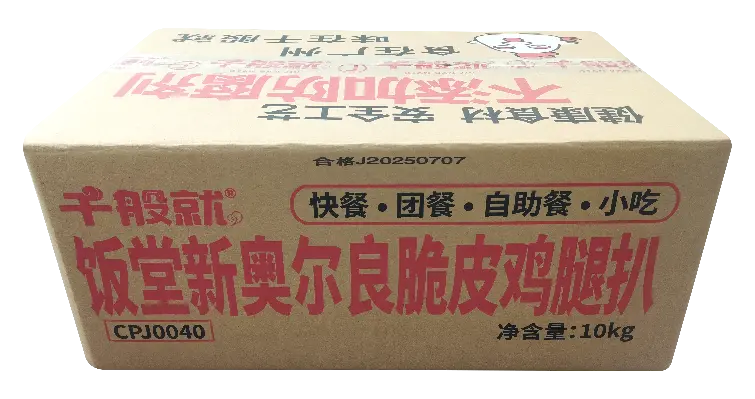 食在广州
味在千般就
不添加防腐剂
健康食材 安全工艺
合格J20250707
千般就®
快餐·团餐·自助餐·小吃
饭堂新奥尔良脆皮鸡腿扒
CPJ0040
净含量:10kg